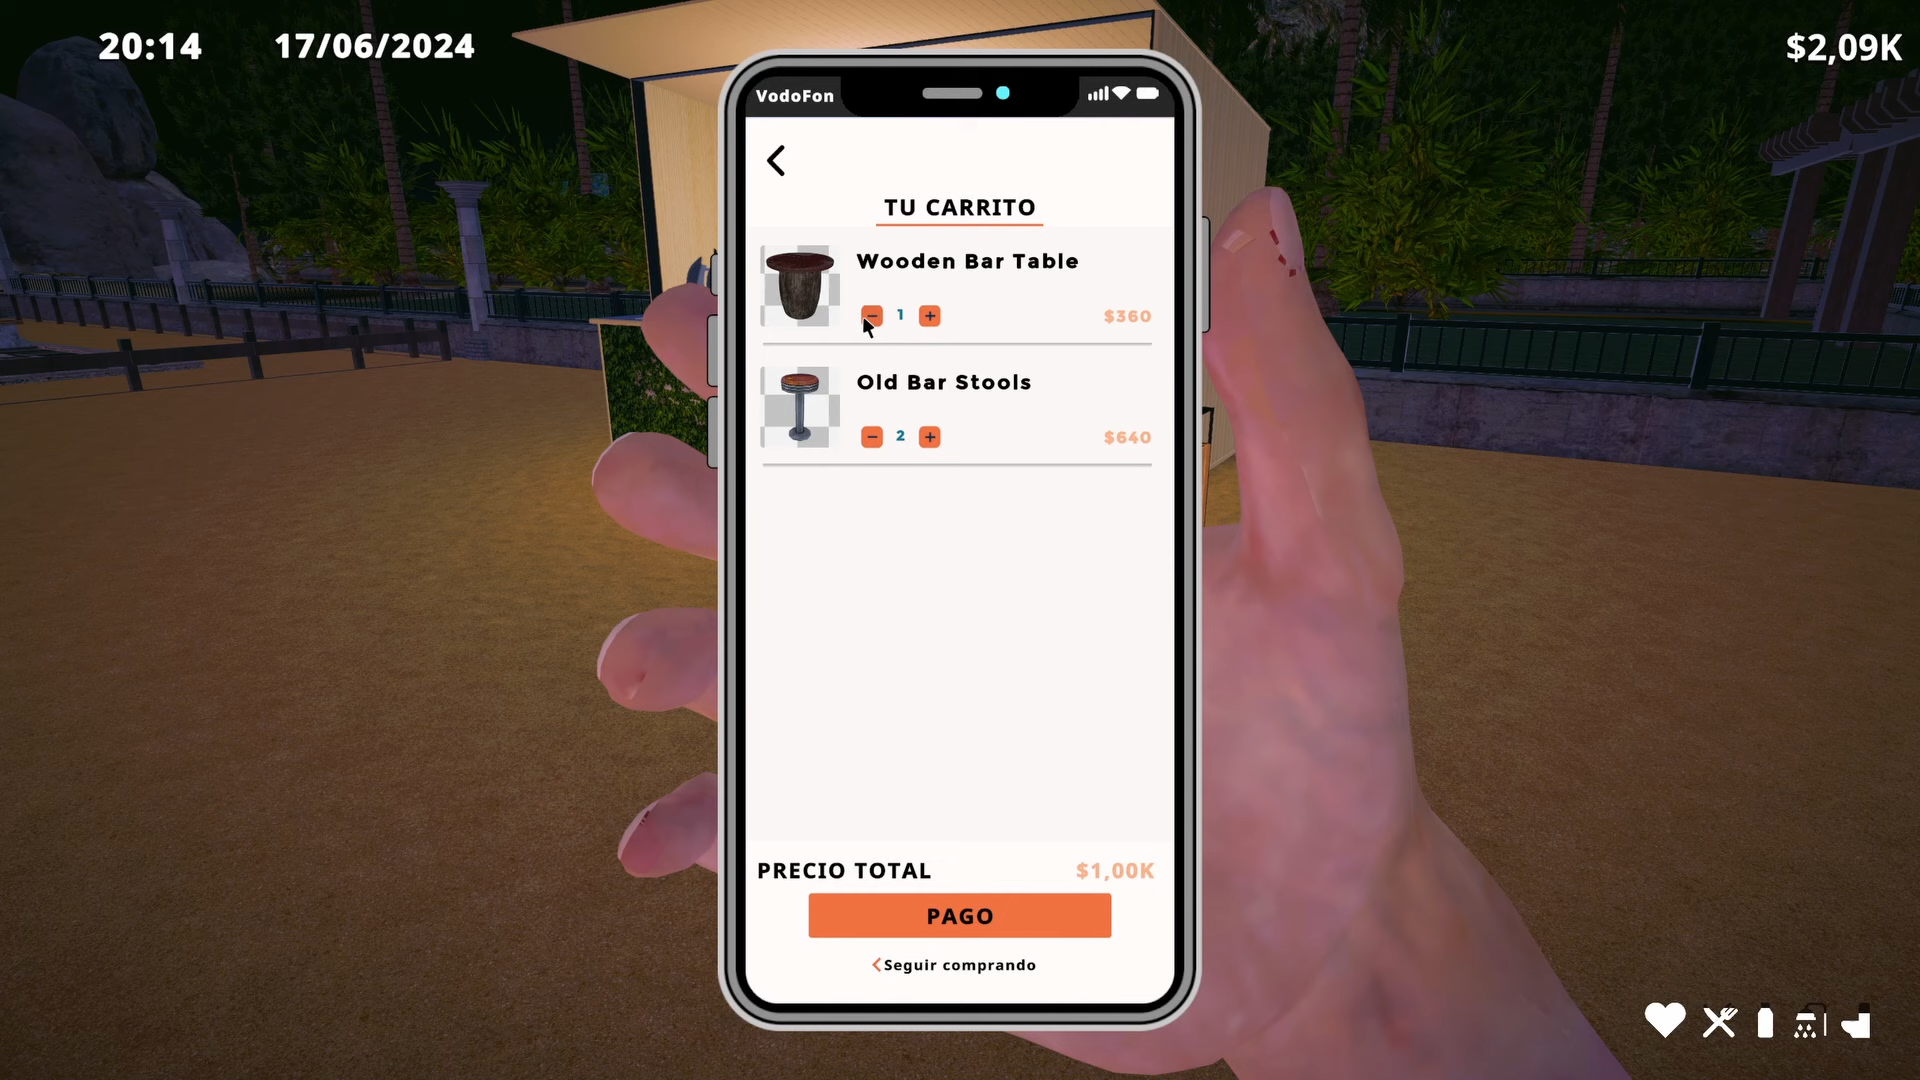 20:14 17/06/2024
$2,09K
VodoFon
TU CARRITO
Wooden Bar Table
1
$360
Old Bar Stools
2
$640
PRECIO TOTAL $1,00K
PAGO
Seguir comprando